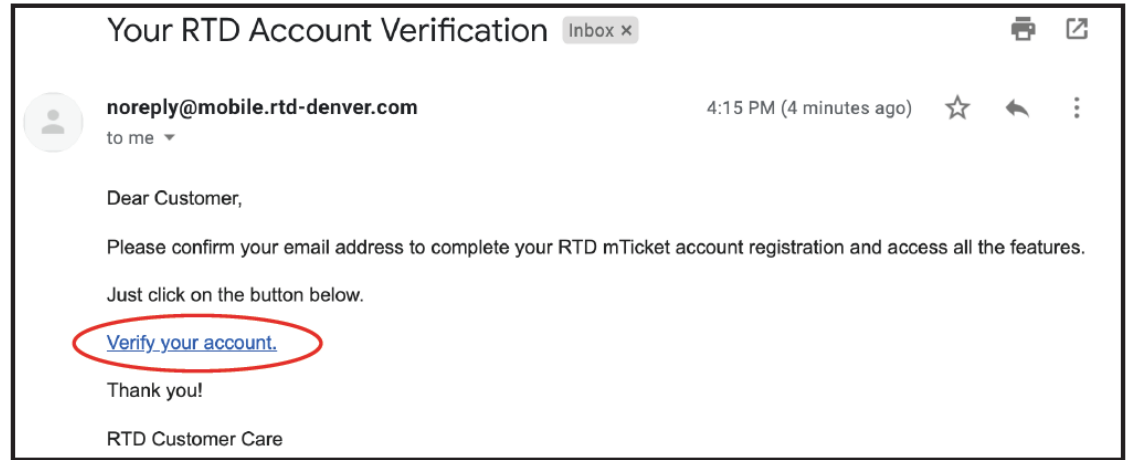 Your RTD Account Verification Inbox ×
noreply@mobile.rtd-denver.com 4:15 PM (4 minutes ago)
to me
Dear Customer,
Please confirm your email address to complete your RTD mTicket account registration and access all the features.
Just click on the button below.
Verify your account.
Thank you!
RTD Customer Care